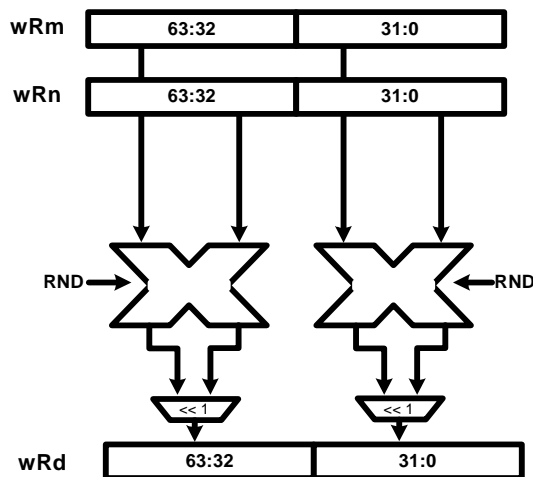 wRm 63:32 31:0
wRn 63:32 31:0
RND RND
<< 1 << 1
wRd 63:32 31:0